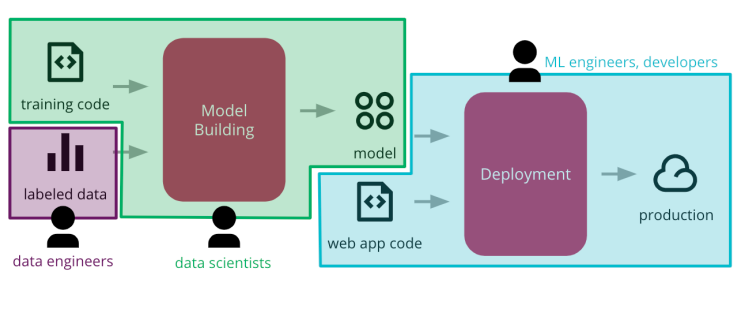 ML engineers, developers
training code
Model
Building
model
labeled data
Deployment
production
web app code
data engineers
data scientists